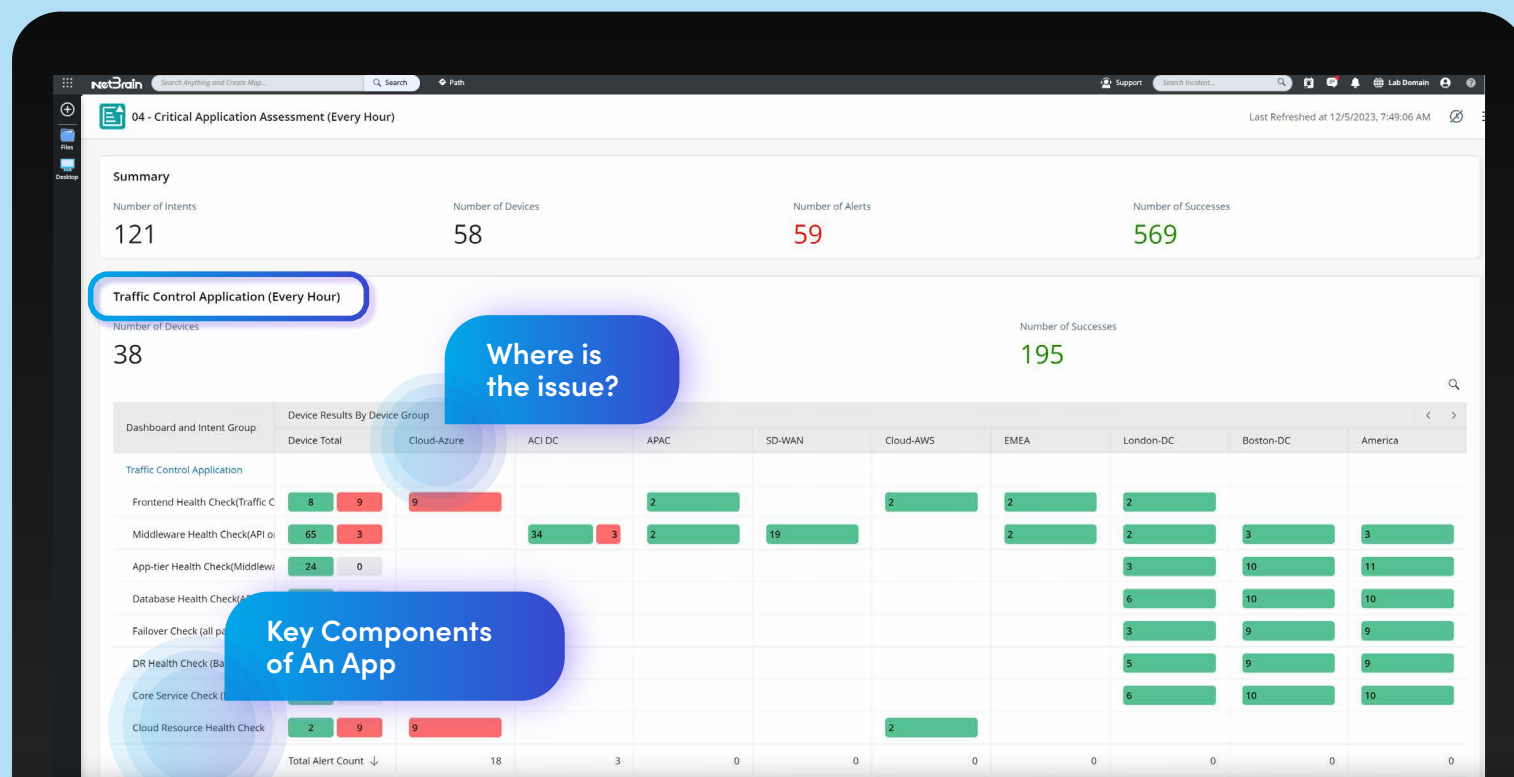 NetBrain Search Anything and Create Map... Search Path Support Search Incident... Lab Domain
04 - Critical Application Assessment (Every Hour) Last Refreshed at 12/5/2023, 7:49:06 AM
Files
Desktop
Summary
Number of Intents Number of Devices Number of Alerts Number of Successes
121 58 59 569
Traffic Control Application (Every Hour)
Number of Devices Number of Successes
38 195
Where is
the issue?
Dashboard and Intent Group Device Results By Device Group
Device Total Cloud-Azure ACI DC APAC SD-WAN Cloud-AWS EMEA London-DC Boston-DC America
Traffic Control Application
Frontend Health Check(Traffic C 8 9 9 2 2 2 2
Middleware Health Check(API or 65 3 34 3 2 19 2 2 3 3
App-tier Health Check(Middlewa 24 0 3 10 11
Database Health Check( 6 10 10
Failover Check (all pa 3 9 9
DR Health Check (Ba 5 9 9
Core Service Check ( 6 10 10
Cloud Resource Health Check 2 9 9 2
Total Alert Count ↓ 18 3 0 0 0 0 0 0 0
Key Components
of An App